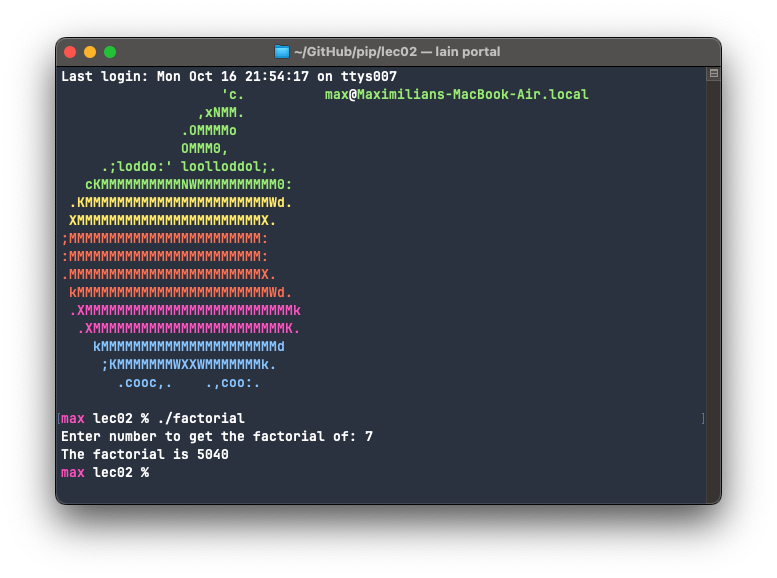 ~/GitHub/pip/lec02 — lain portal
Last login: Mon Oct 16 21:54:17 on ttys007
                    'c.          max@Maximilians-MacBook-Air.local
                 ,xNMM.
               .OMMMMo
               OMMM0,
     .;loddo:' loolloddol;.
   cKMMMMMMMMMMNWMMMMMMMMMM0:
 .KMMMMMMMMMMMMMMMMMMMMMMMWd.
 XMMMMMMMMMMMMMMMMMMMMMMMX.
;MMMMMMMMMMMMMMMMMMMMMMMM:
:MMMMMMMMMMMMMMMMMMMMMMMM:
.MMMMMMMMMMMMMMMMMMMMMMMMX.
 kMMMMMMMMMMMMMMMMMMMMMMMMWd.
 .XMMMMMMMMMMMMMMMMMMMMMMMMMMk
  .XMMMMMMMMMMMMMMMMMMMMMMMMK.
    kMMMMMMMMMMMMMMMMMMMMMMd
     ;KMMMMMMMWXXWMMMMMMMk.
       .cooc,.    .,coo:.
[max lec02 % ./factorial ]
Enter number to get the factorial of: 7
The factorial is 5040
max lec02 %